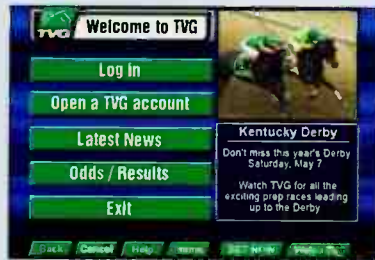 TVG
Welcome to TVG
Log In
Open a TVG account
Latest News
Odds / Results
Exit
Kentucky Derby
Don't miss this year's Derby
Saturday, May 7
Watch TVG for all the
exciting prep races leading
up to the Derby
Back Cancel Help Home BET NOW